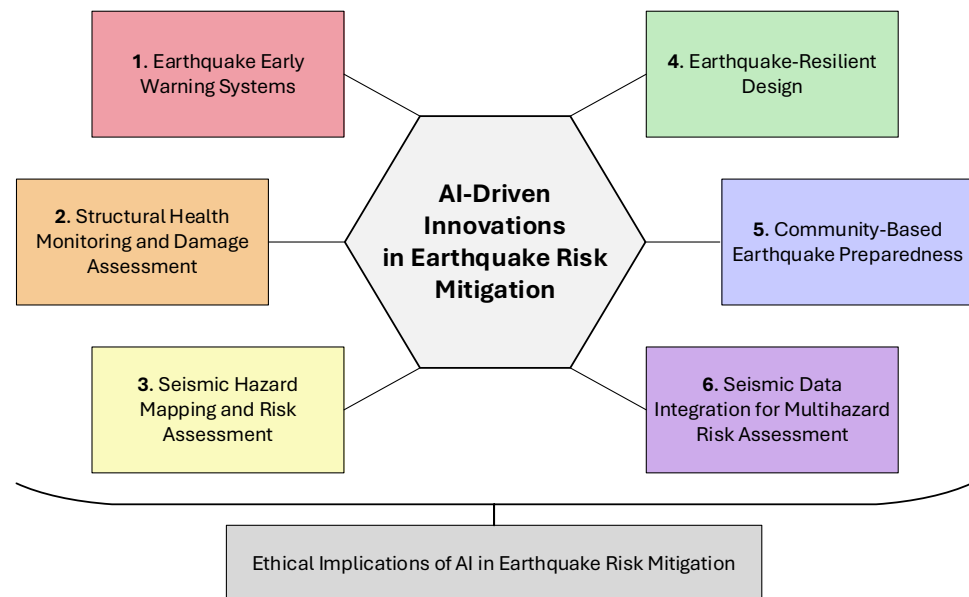 1. Earthquake Early
Warning Systems
2. Structural Health
Monitoring and Damage
Assessment
3. Seismic Hazard
Mapping and Risk
Assessment
AI-Driven
Innovations
in Earthquake Risk
Mitigation
4. Earthquake-Resilient
Design
5. Community-Based
Earthquake Preparedness
6. Seismic Data
Integration for Multihazard
Risk Assessment
Ethical Implications of AI in Earthquake Risk Mitigation